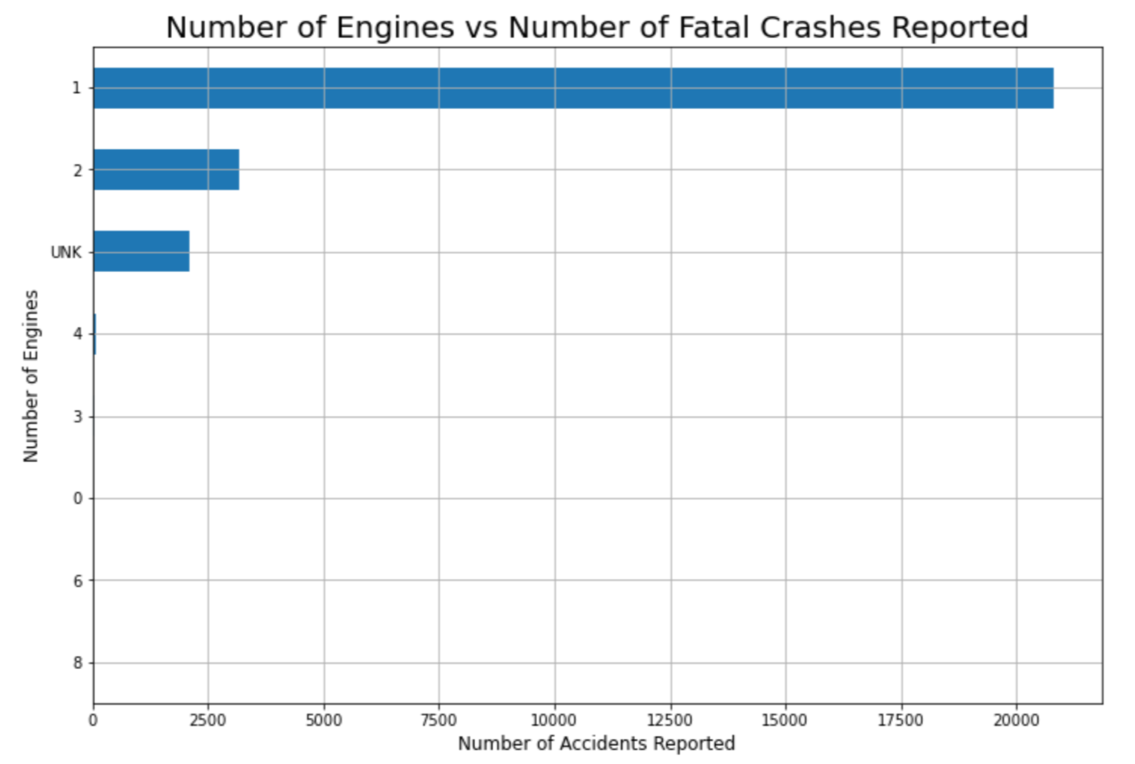 Number of Engines vs Number of Fatal Crashes Reported
1
2
UNK
4
3
0
6
8
Number of Engines
0 2500 5000 7500 10000 12500 15000 17500 20000
Number of Accidents Reported